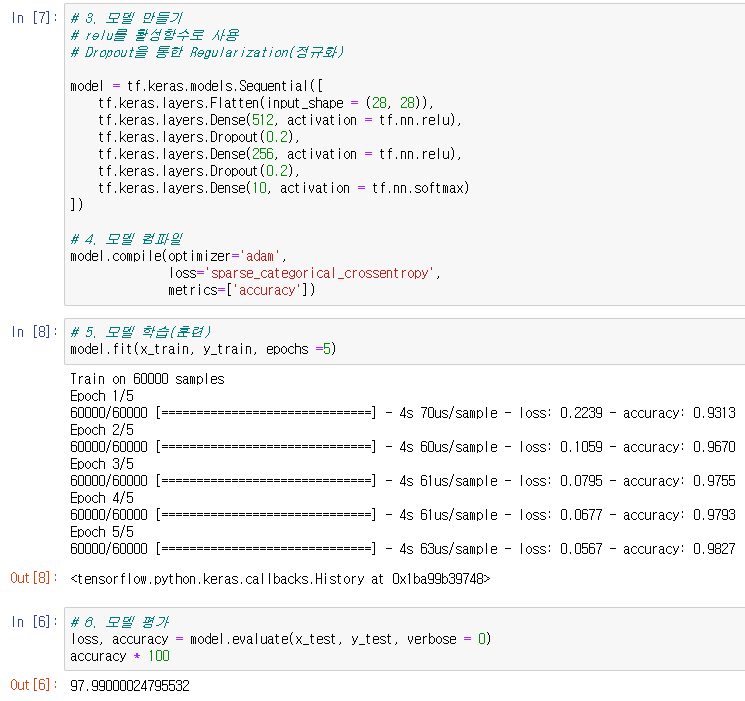 In [7]: # 3. 모델 만들기
# relu를 활성함수로 사용
# Dropout을 통한 Regularization(정규화)
model = tf.keras.models.Sequential([
    tf.keras.layers.Flatten(input_shape = (28, 28)),
    tf.keras.layers.Dense(512, activation = tf.nn.relu),
    tf.keras.layers.Dropout(0.2),
    tf.keras.layers.Dense(256, activation = tf.nn.relu),
    tf.keras.layers.Dropout(0.2),
    tf.keras.layers.Dense(10, activation = tf.nn.softmax)
])
# 4. 모델 컴파일
model.compile(optimizer='adam',
              loss='sparse_categorical_crossentropy',
              metrics=['accuracy'])
In [8]: # 5. 모델 학습(훈련)
model.fit(x_train, y_train, epochs =5)
Train on 60000 samples
Epoch 1/5
60000/60000 [==============================] - 4s 70us/sample - loss: 0.2239 - accuracy: 0.9313
Epoch 2/5
60000/60000 [==============================] - 4s 60us/sample - loss: 0.1059 - accuracy: 0.9670
Epoch 3/5
60000/60000 [==============================] - 4s 61us/sample - loss: 0.0795 - accuracy: 0.9755
Epoch 4/5
60000/60000 [==============================] - 4s 61us/sample - loss: 0.0677 - accuracy: 0.9793
Epoch 5/5
60000/60000 [==============================] - 4s 63us/sample - loss: 0.0567 - accuracy: 0.9827
Out[8]: <tensorflow.python.keras.callbacks.History at 0x1ba99b39748>
In [6]: # 6. 모델 평가
loss, accuracy = model.evaluate(x_test, y_test, verbose = 0)
accuracy * 100
Out[6]: 97.99000024795532